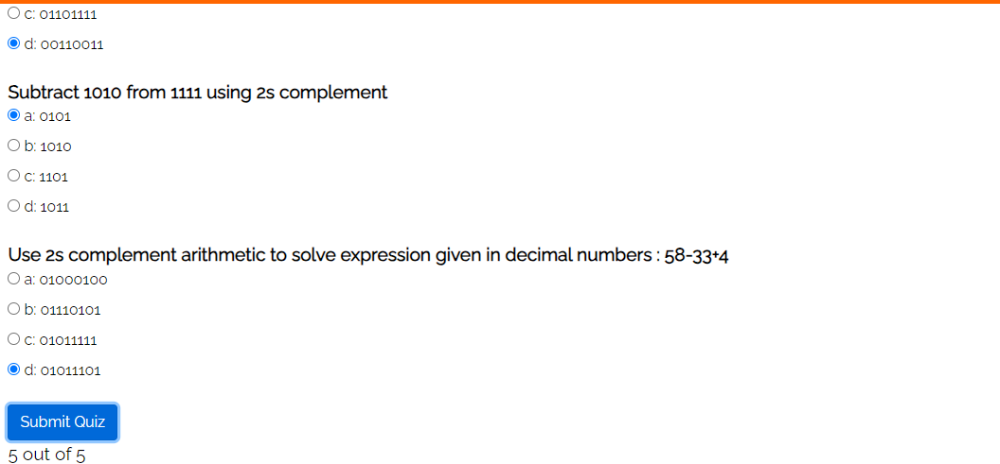 c: 01101111
d: 00110011
Subtract 1010 from 1111 using 2s complement
a: 0101
b: 1010
c: 1101
d: 1011
Use 2s complement arithmetic to solve expression given in decimal numbers : 58-33+4
a: 01000100
b: 01110101
c: 01011111
d: 01011101
Submit Quiz
5 out of 5